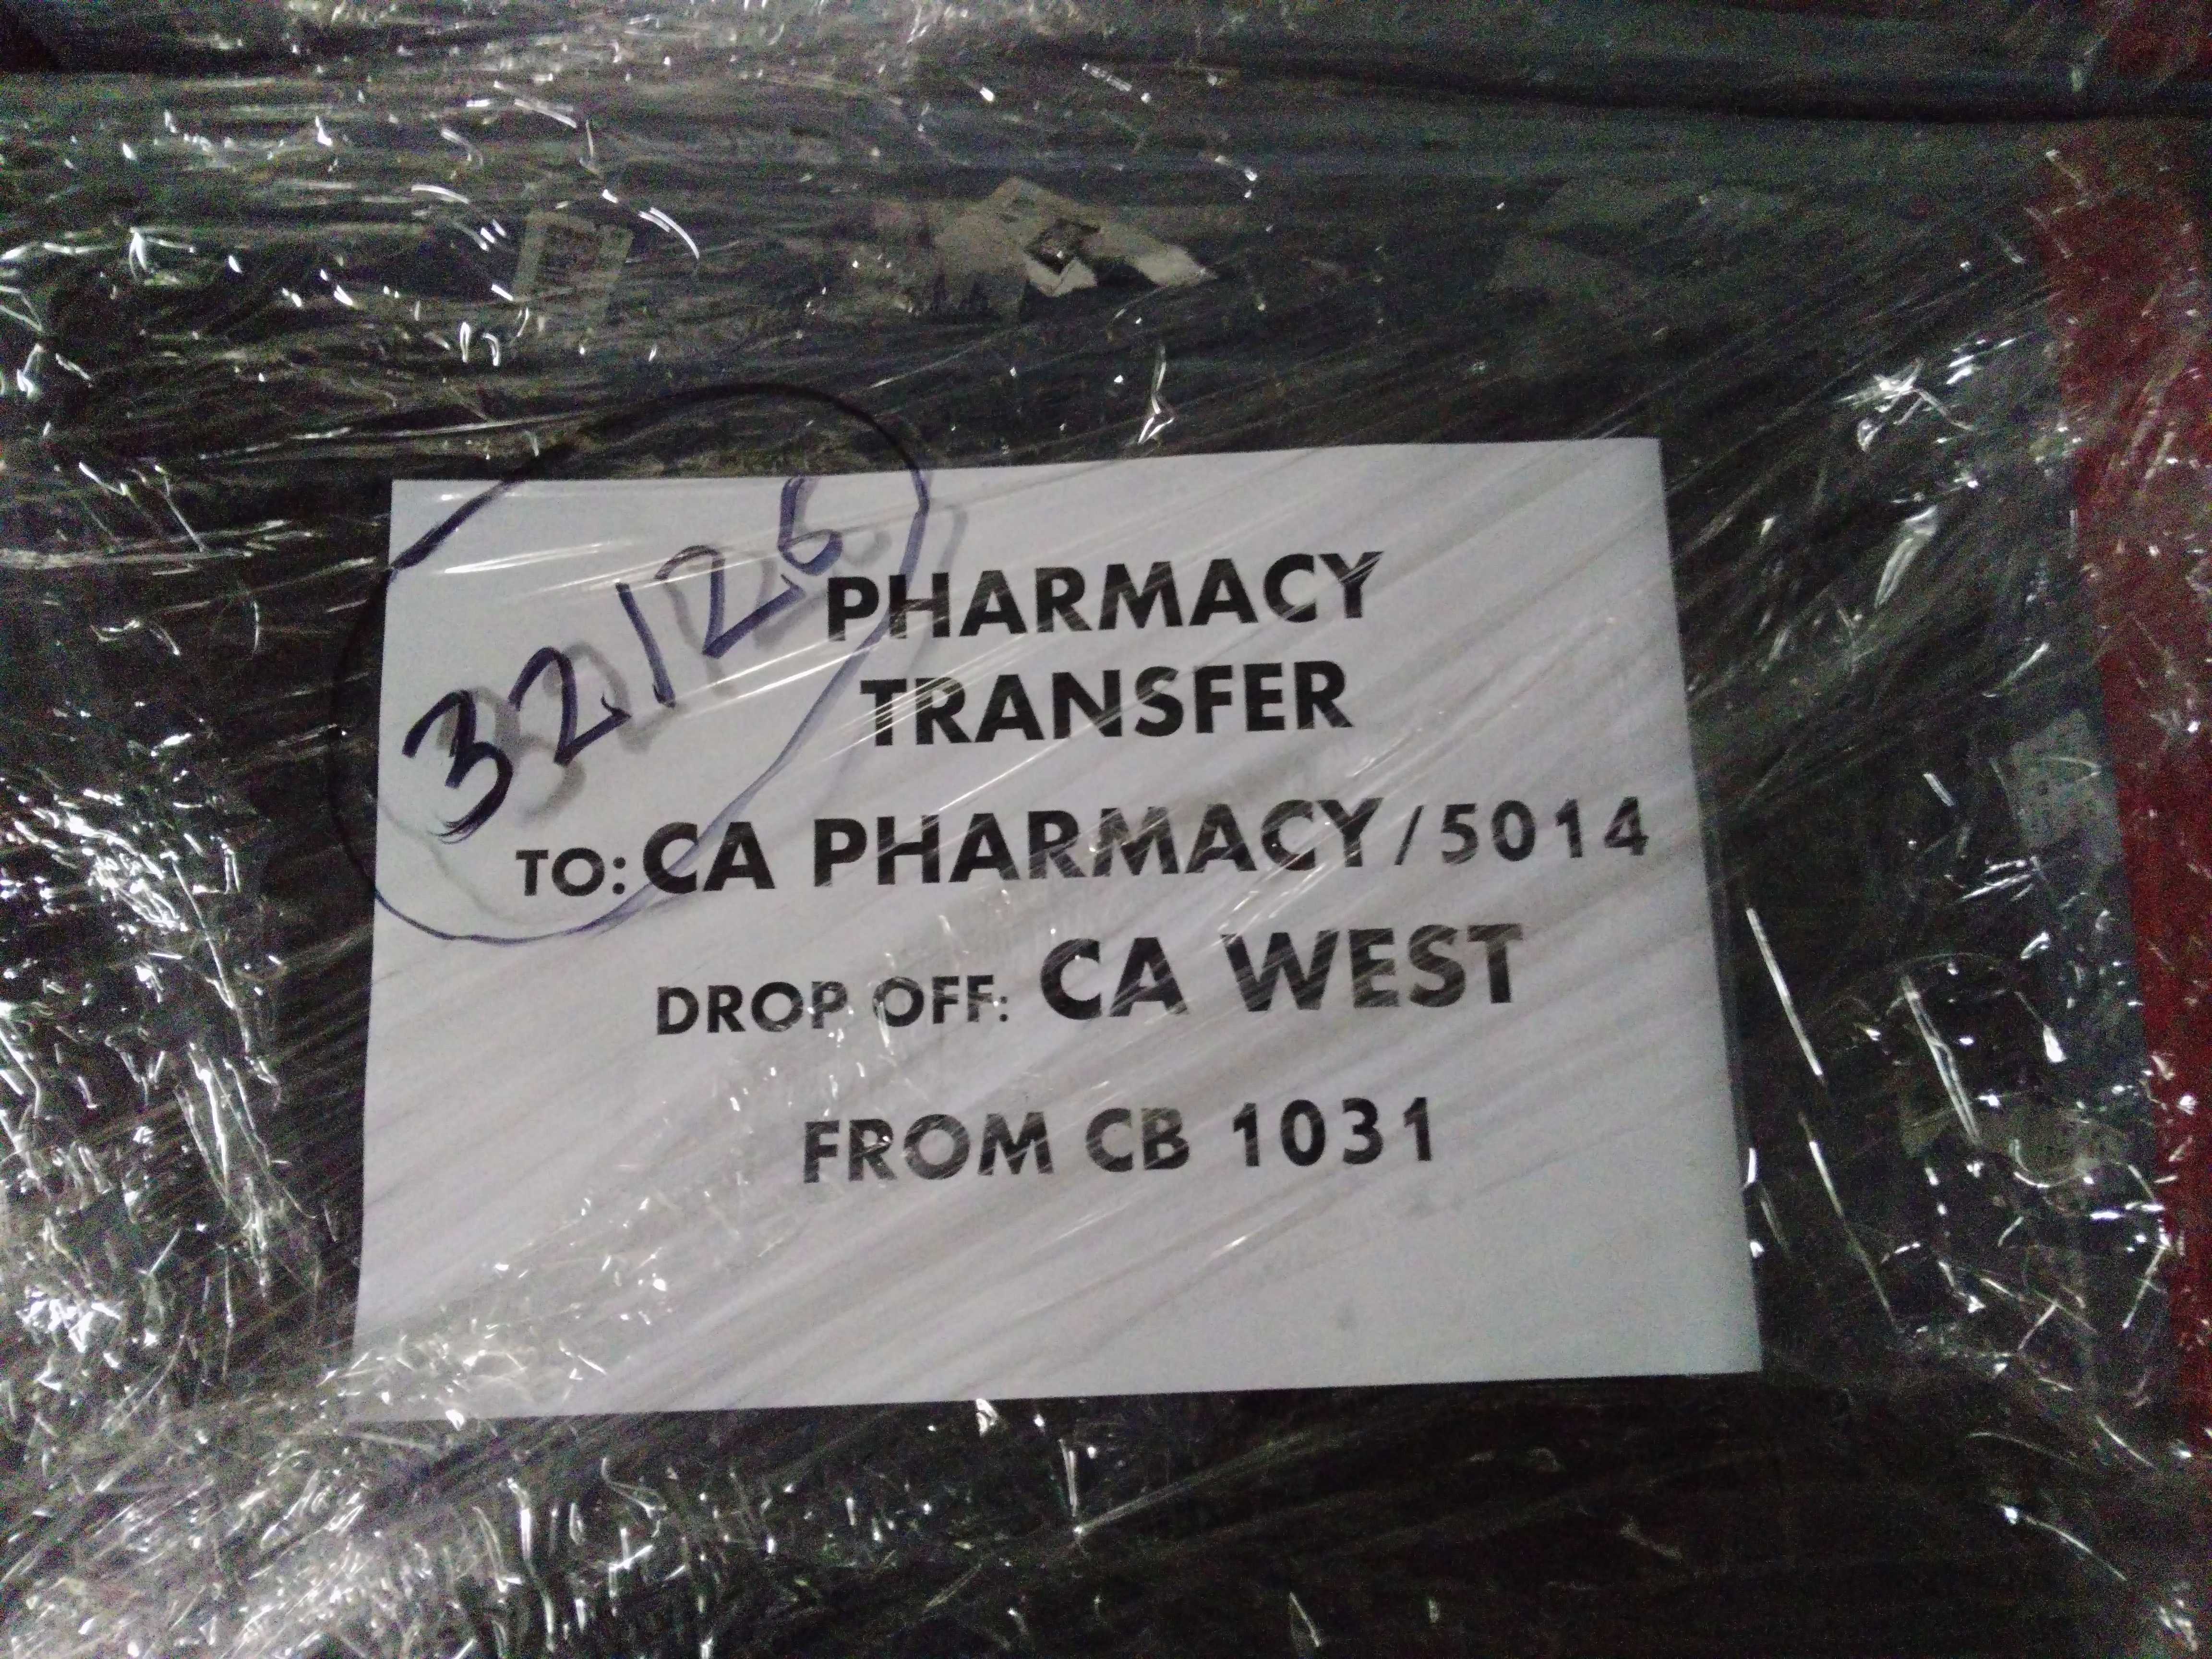 32126
PHARMACY
TRANSFER
TO: CA PHARMACY/5014
DROP OFF: CA WEST
FROM CB 1031